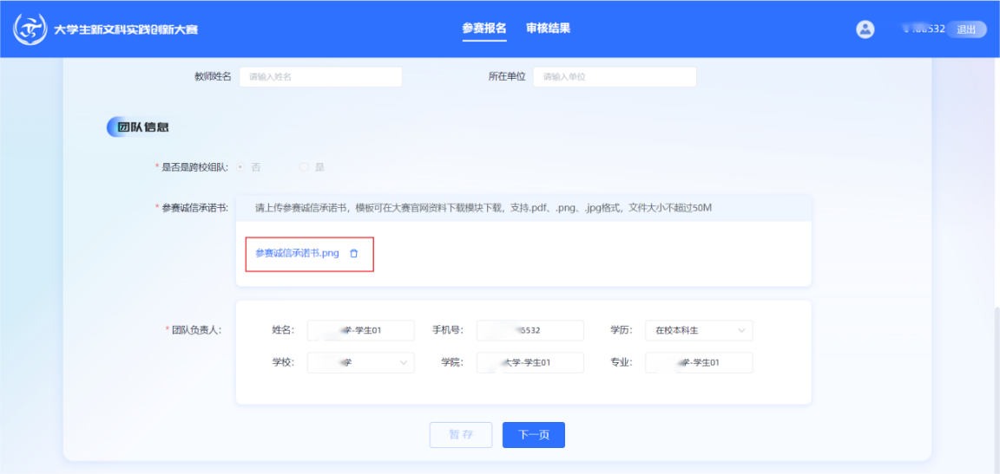 大学生新文科实践创新大赛 参赛报名 审核结果 532 退出
教师姓名 请输入姓名 所在单位 请输入单位
团队信息
* 是否是跨校组队: 否 是
* 参赛诚信承诺书: 请上传参赛诚信承诺书，模板可在大赛官网资料下载模块下载，支持.pdf、.png、.jpg格式，文件大小不超过50M
参赛诚信承诺书.png
* 团队负责人: 姓名: 学-学生01 手机号: 6532 学历: 在校本科生
学校: 学 学院: 大学-学生01 专业: 学-学生01
暂存 下一页